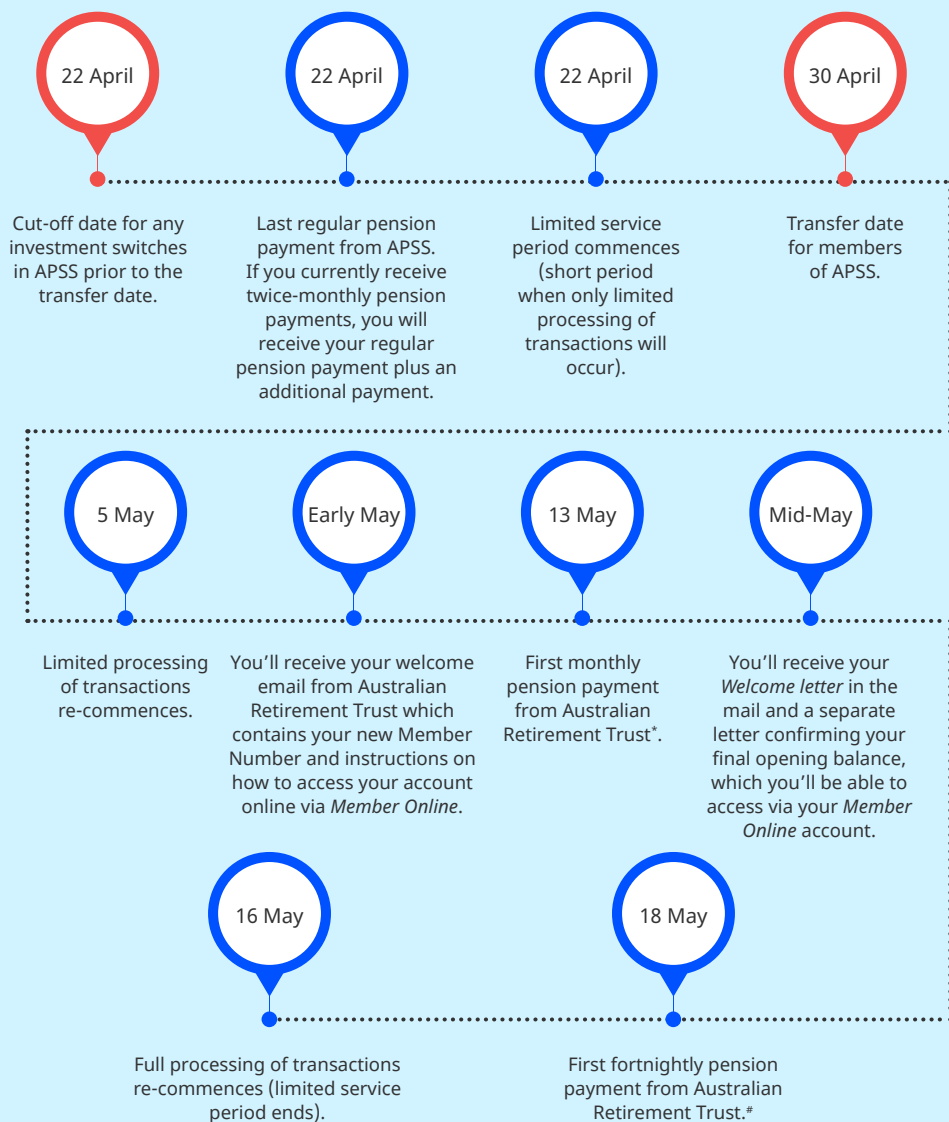 22 April
Cut-off date for any
investment switches
in APSS prior to the
transfer date.
22 April
Last regular pension
payment from APSS.
If you currently receive
twice-monthly pension
payments, you will
receive your regular
pension payment plus an
additional payment.
22 April
Limited service
period commences
(short period
when only limited
processing of
transactions will
occur).
30 April
Transfer date
for members
of APSS.
5 May
Limited processing
of transactions
re-commences.
Early May
You’ll receive your welcome
email from Australian
Retirement Trust which
contains your new Member
Number and instructions on
how to access your account
online via Member Online.
13 May
First monthly
pension payment
from Australian
Retirement Trust*.
Mid-May
You’ll receive your
Welcome letter in the
mail and a separate
letter confirming your
final opening balance,
which you’ll be able to
access via your Member
Online account.
16 May
Full processing of transactions
re-commences (limited service
period ends).
18 May
First fortnightly pension
payment from Australian
Retirement Trust.#